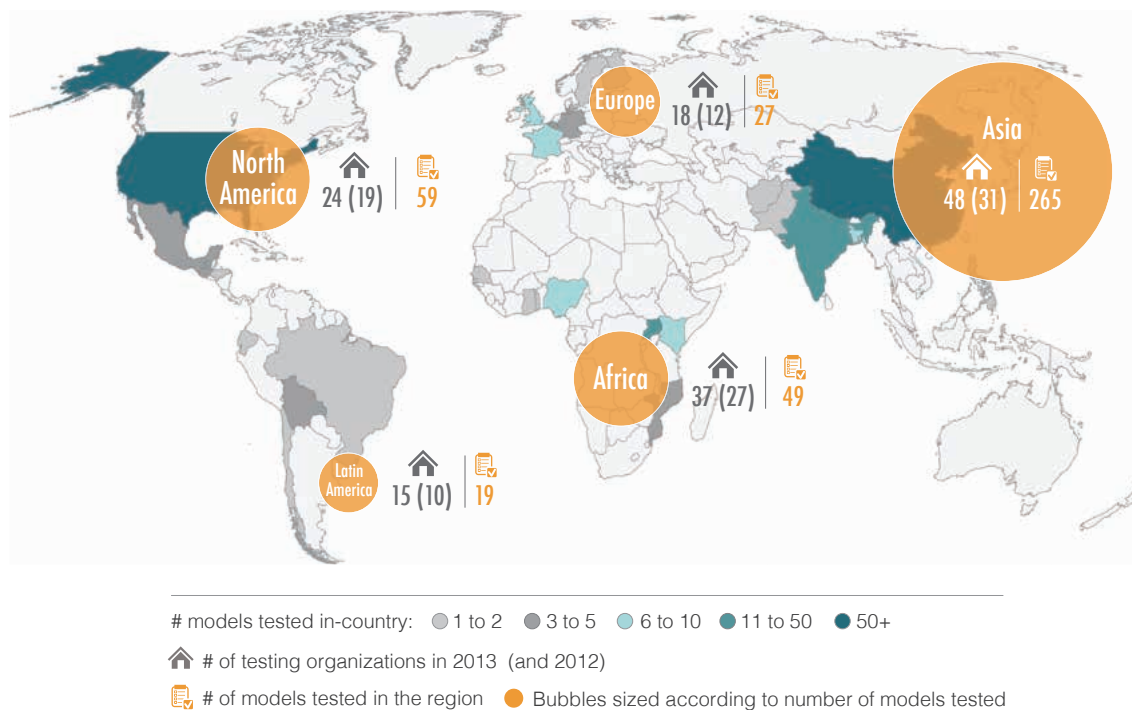 Europe
18 (12)
27
North
America
24 (19)
59
Asia
48 (31)
265
Africa
37 (27)
49
Latin
America
15 (10)
19
# models tested in-country: 1 to 2 3 to 5 6 to 10 11 to 50 50+
# of testing organizations in 2013 (and 2012)
# of models tested in the region Bubbles sized according to number of models tested